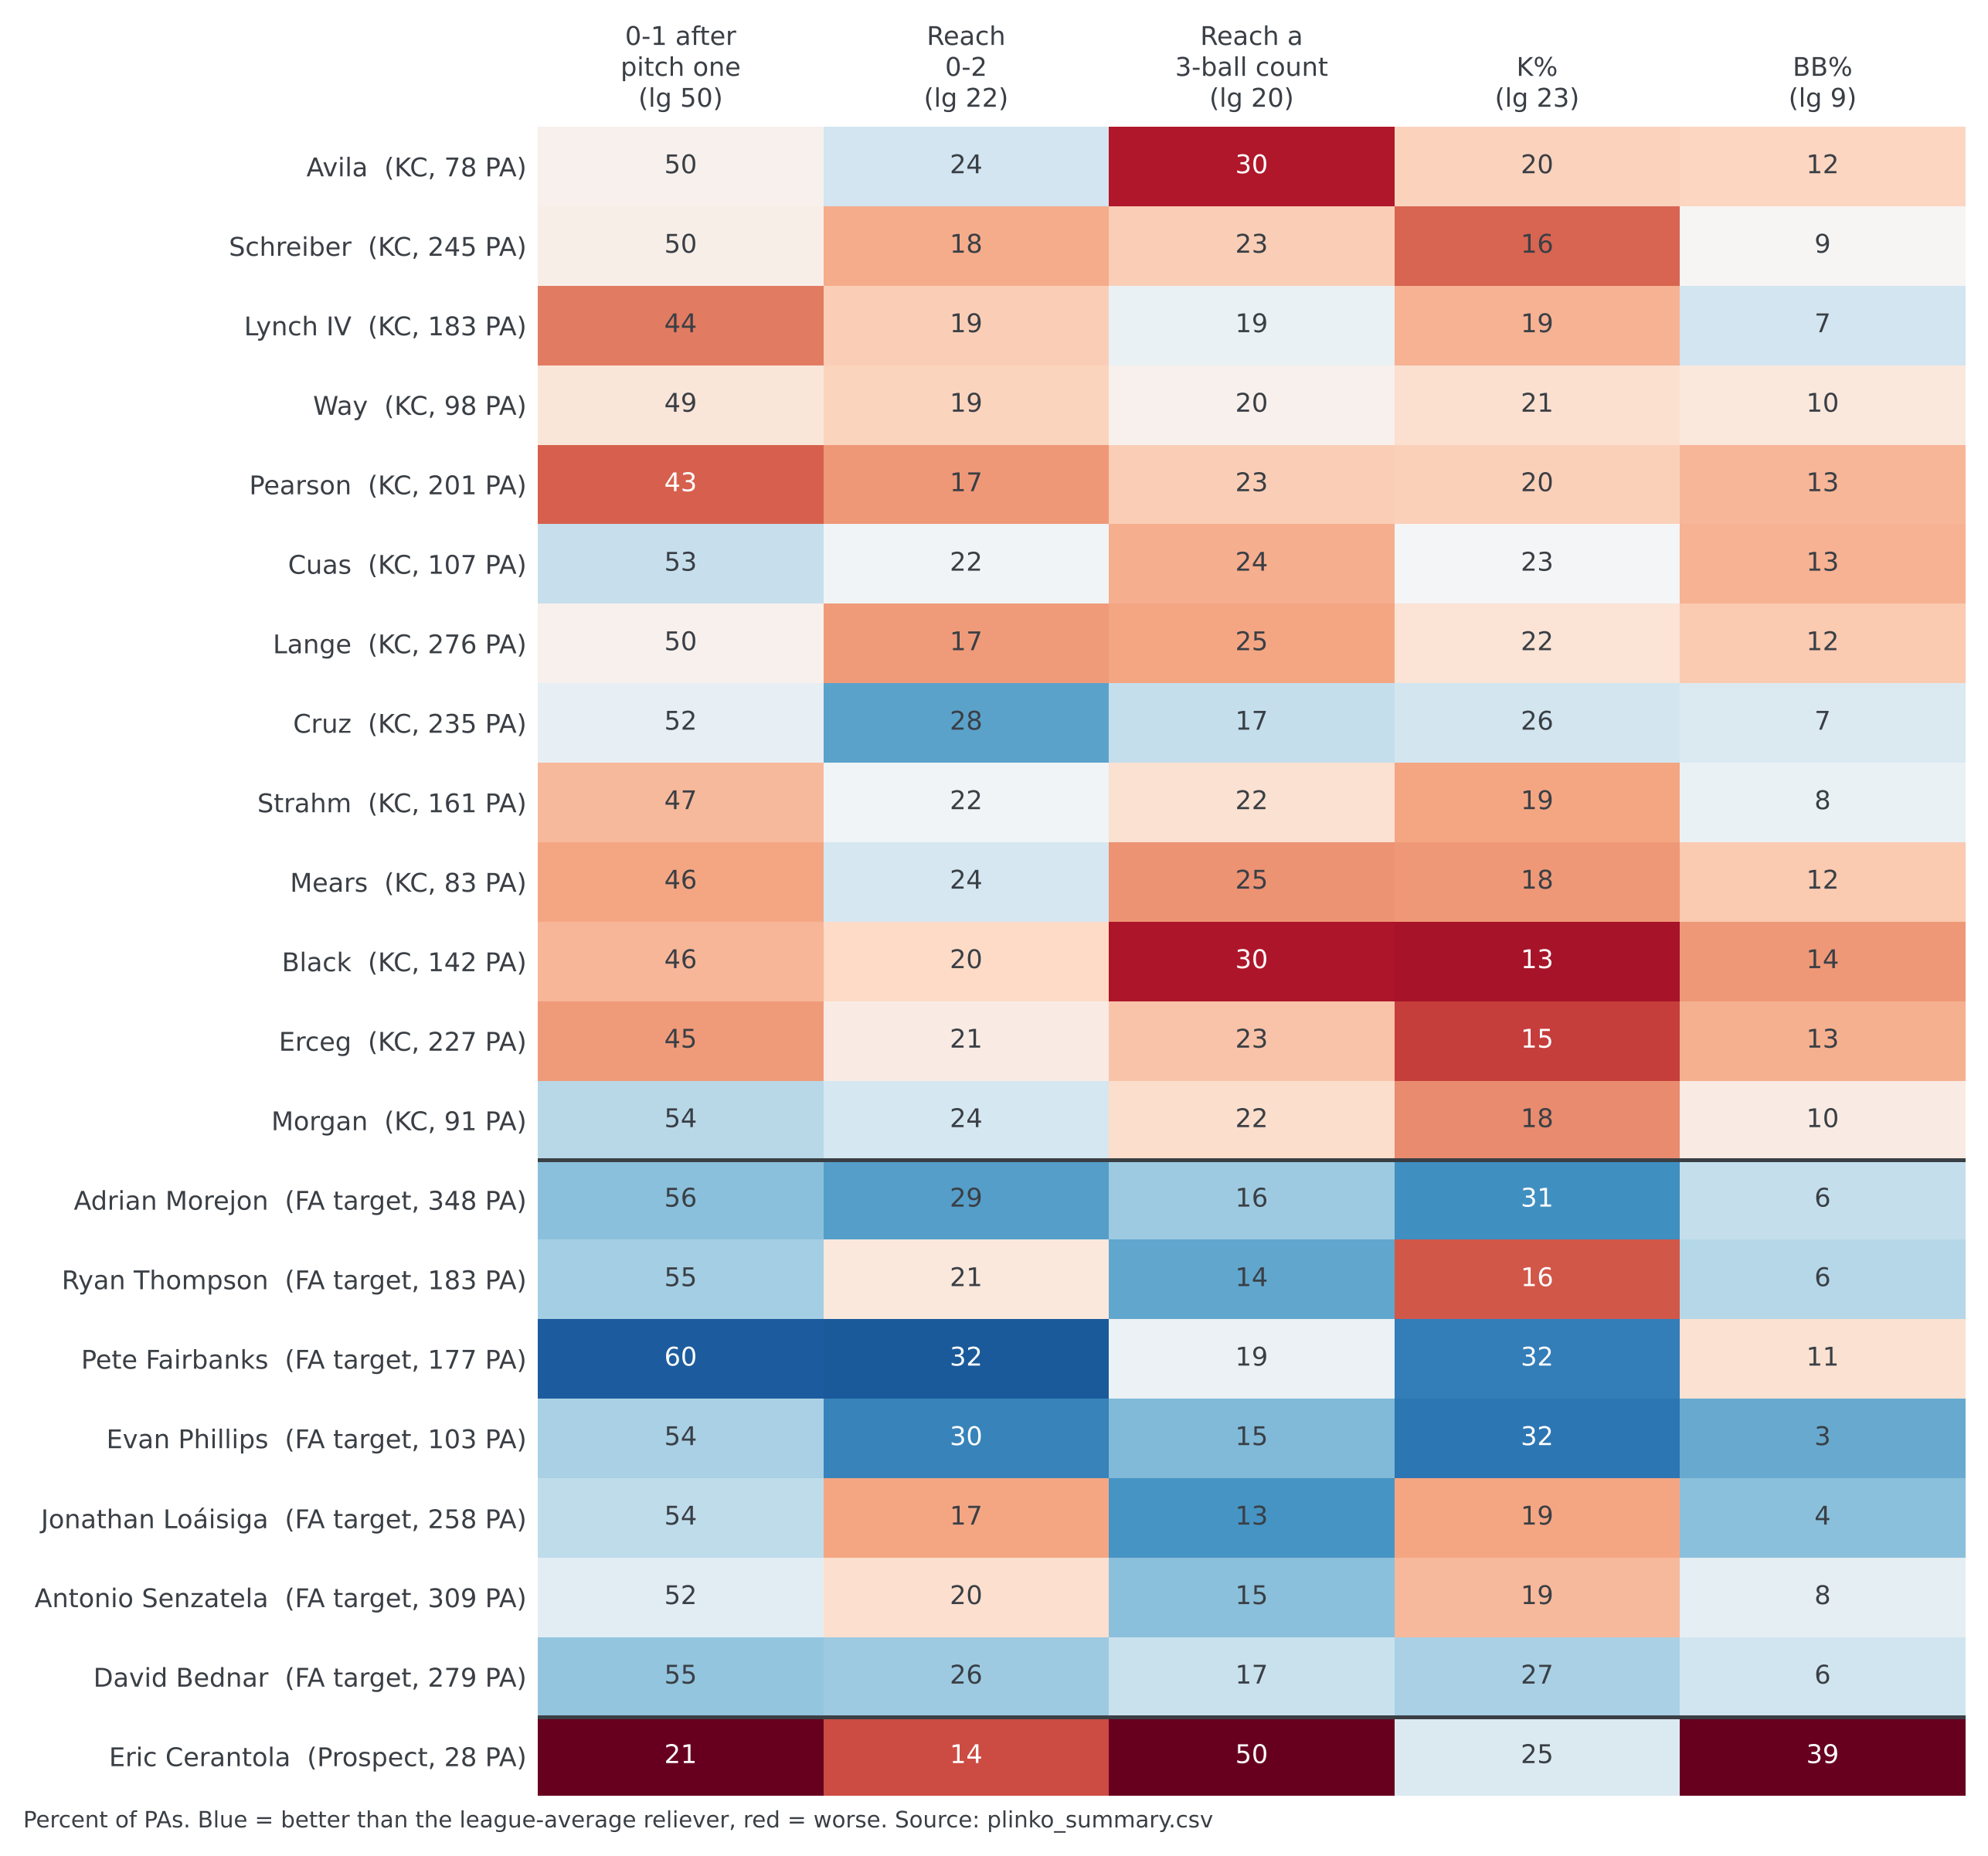 0-1 after
pitch one
(lg 50)
Reach
0-2
(lg 22)
Reach a
3-ball count
(lg 20)
K%
(lg 23)
BB%
(lg 9)
Avila (KC, 78 PA) 50 24 30 20 12
Schreiber (KC, 245 PA) 50 18 23 16 9
Lynch IV (KC, 183 PA) 44 19 19 19 7
Way (KC, 98 PA) 49 19 20 21 10
Pearson (KC, 201 PA) 43 17 23 20 13
Cuas (KC, 107 PA) 53 22 24 23 13
Lange (KC, 276 PA) 50 17 25 22 12
Cruz (KC, 235 PA) 52 28 17 26 7
Strahm (KC, 161 PA) 47 22 22 19 8
Mears (KC, 83 PA) 46 24 25 18 12
Black (KC, 142 PA) 46 20 30 13 14
Erceg (KC, 227 PA) 45 21 23 15 13
Morgan (KC, 91 PA) 54 24 22 18 10
Adrian Morejon (FA target, 348 PA) 56 29 16 31 6
Ryan Thompson (FA target, 183 PA) 55 21 14 16 6
Pete Fairbanks (FA target, 177 PA) 60 32 19 32 11
Evan Phillips (FA target, 103 PA) 54 30 15 32 3
Jonathan Loáisiga (FA target, 258 PA) 54 17 13 19 4
Antonio Senzatela (FA target, 309 PA) 52 20 15 19 8
David Bednar (FA target, 279 PA) 55 26 17 27 6
Eric Cerantola (Prospect, 28 PA) 21 14 50 25 39
Percent of PAs. Blue = better than the league-average reliever, red = worse. Source: plinko_summary.csv